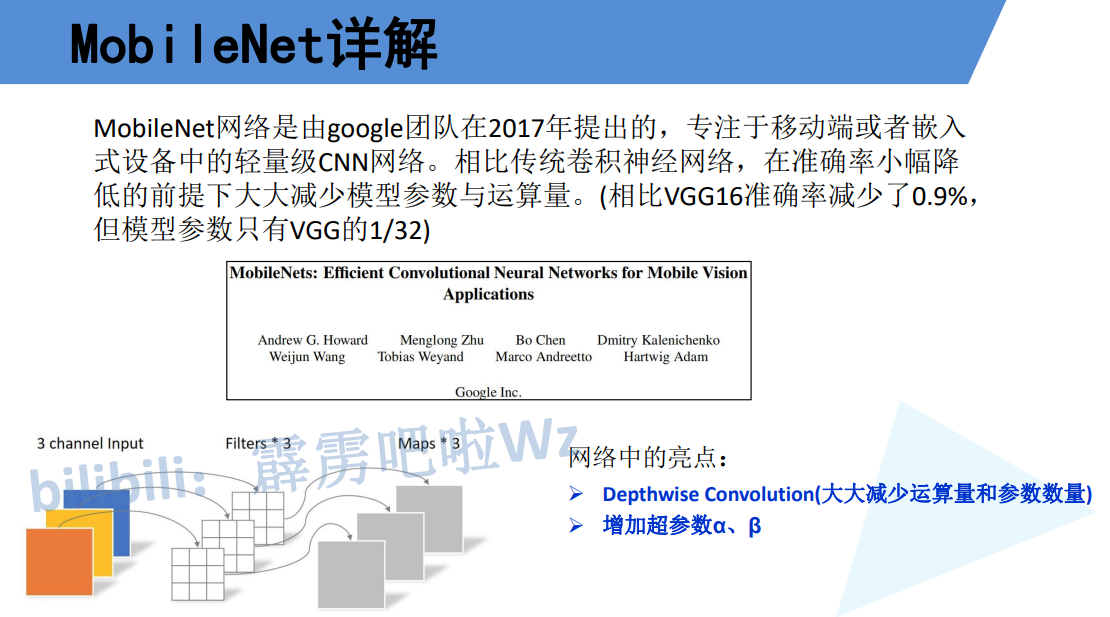 MobileNet详解
MobileNet网络是由google团队在2017年提出的，专注于移动端或者嵌入
式设备中的轻量级CNN网络。相比传统卷积神经网络，在准确率小幅降
低的前提下大大减少模型参数与运算量。(相比VGG16准确率减少了0.9%，
但模型参数只有VGG的1/32)
MobileNets: Efficient Convolutional Neural Networks for Mobile Vision
Applications
Andrew G. Howard Menglong Zhu Bo Chen Dmitry Kalenichenko
Weijun Wang Tobias Weyand Marco Andreetto Hartwig Adam
Google Inc.
3 channel Input Filters * 3 Maps * 3
bilibili：霹雳吧啦Wz
网络中的亮点：
➢ Depthwise Convolution(大大减少运算量和参数数量)
➢ 增加超参数α、β